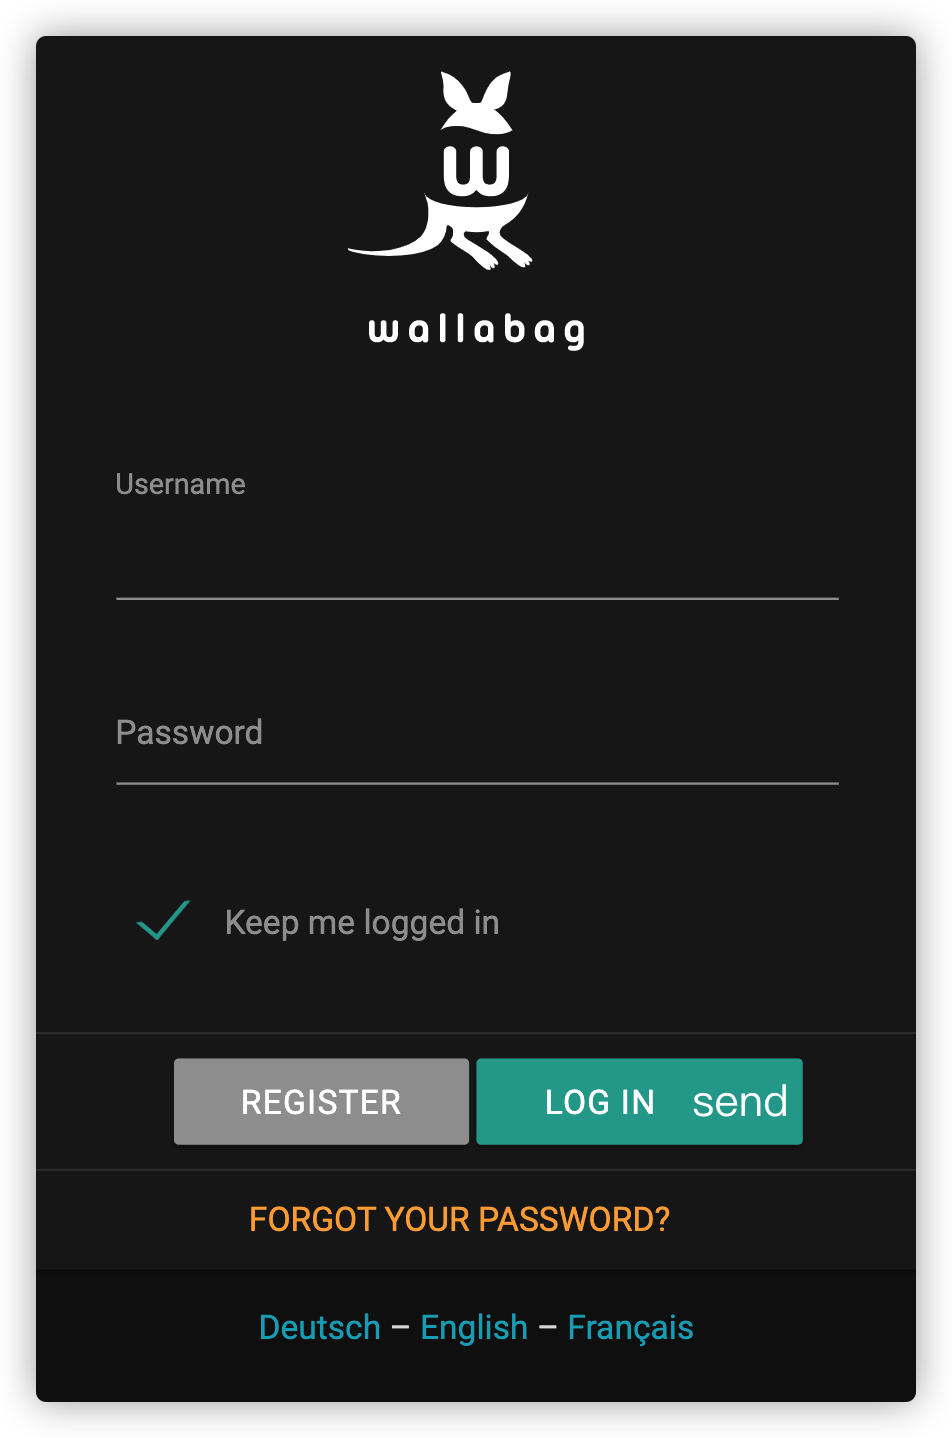 w
wallabag
Username
Password
Keep me logged in
REGISTER LOG IN send
FORGOT YOUR PASSWORD?
Deutsch – English – Français